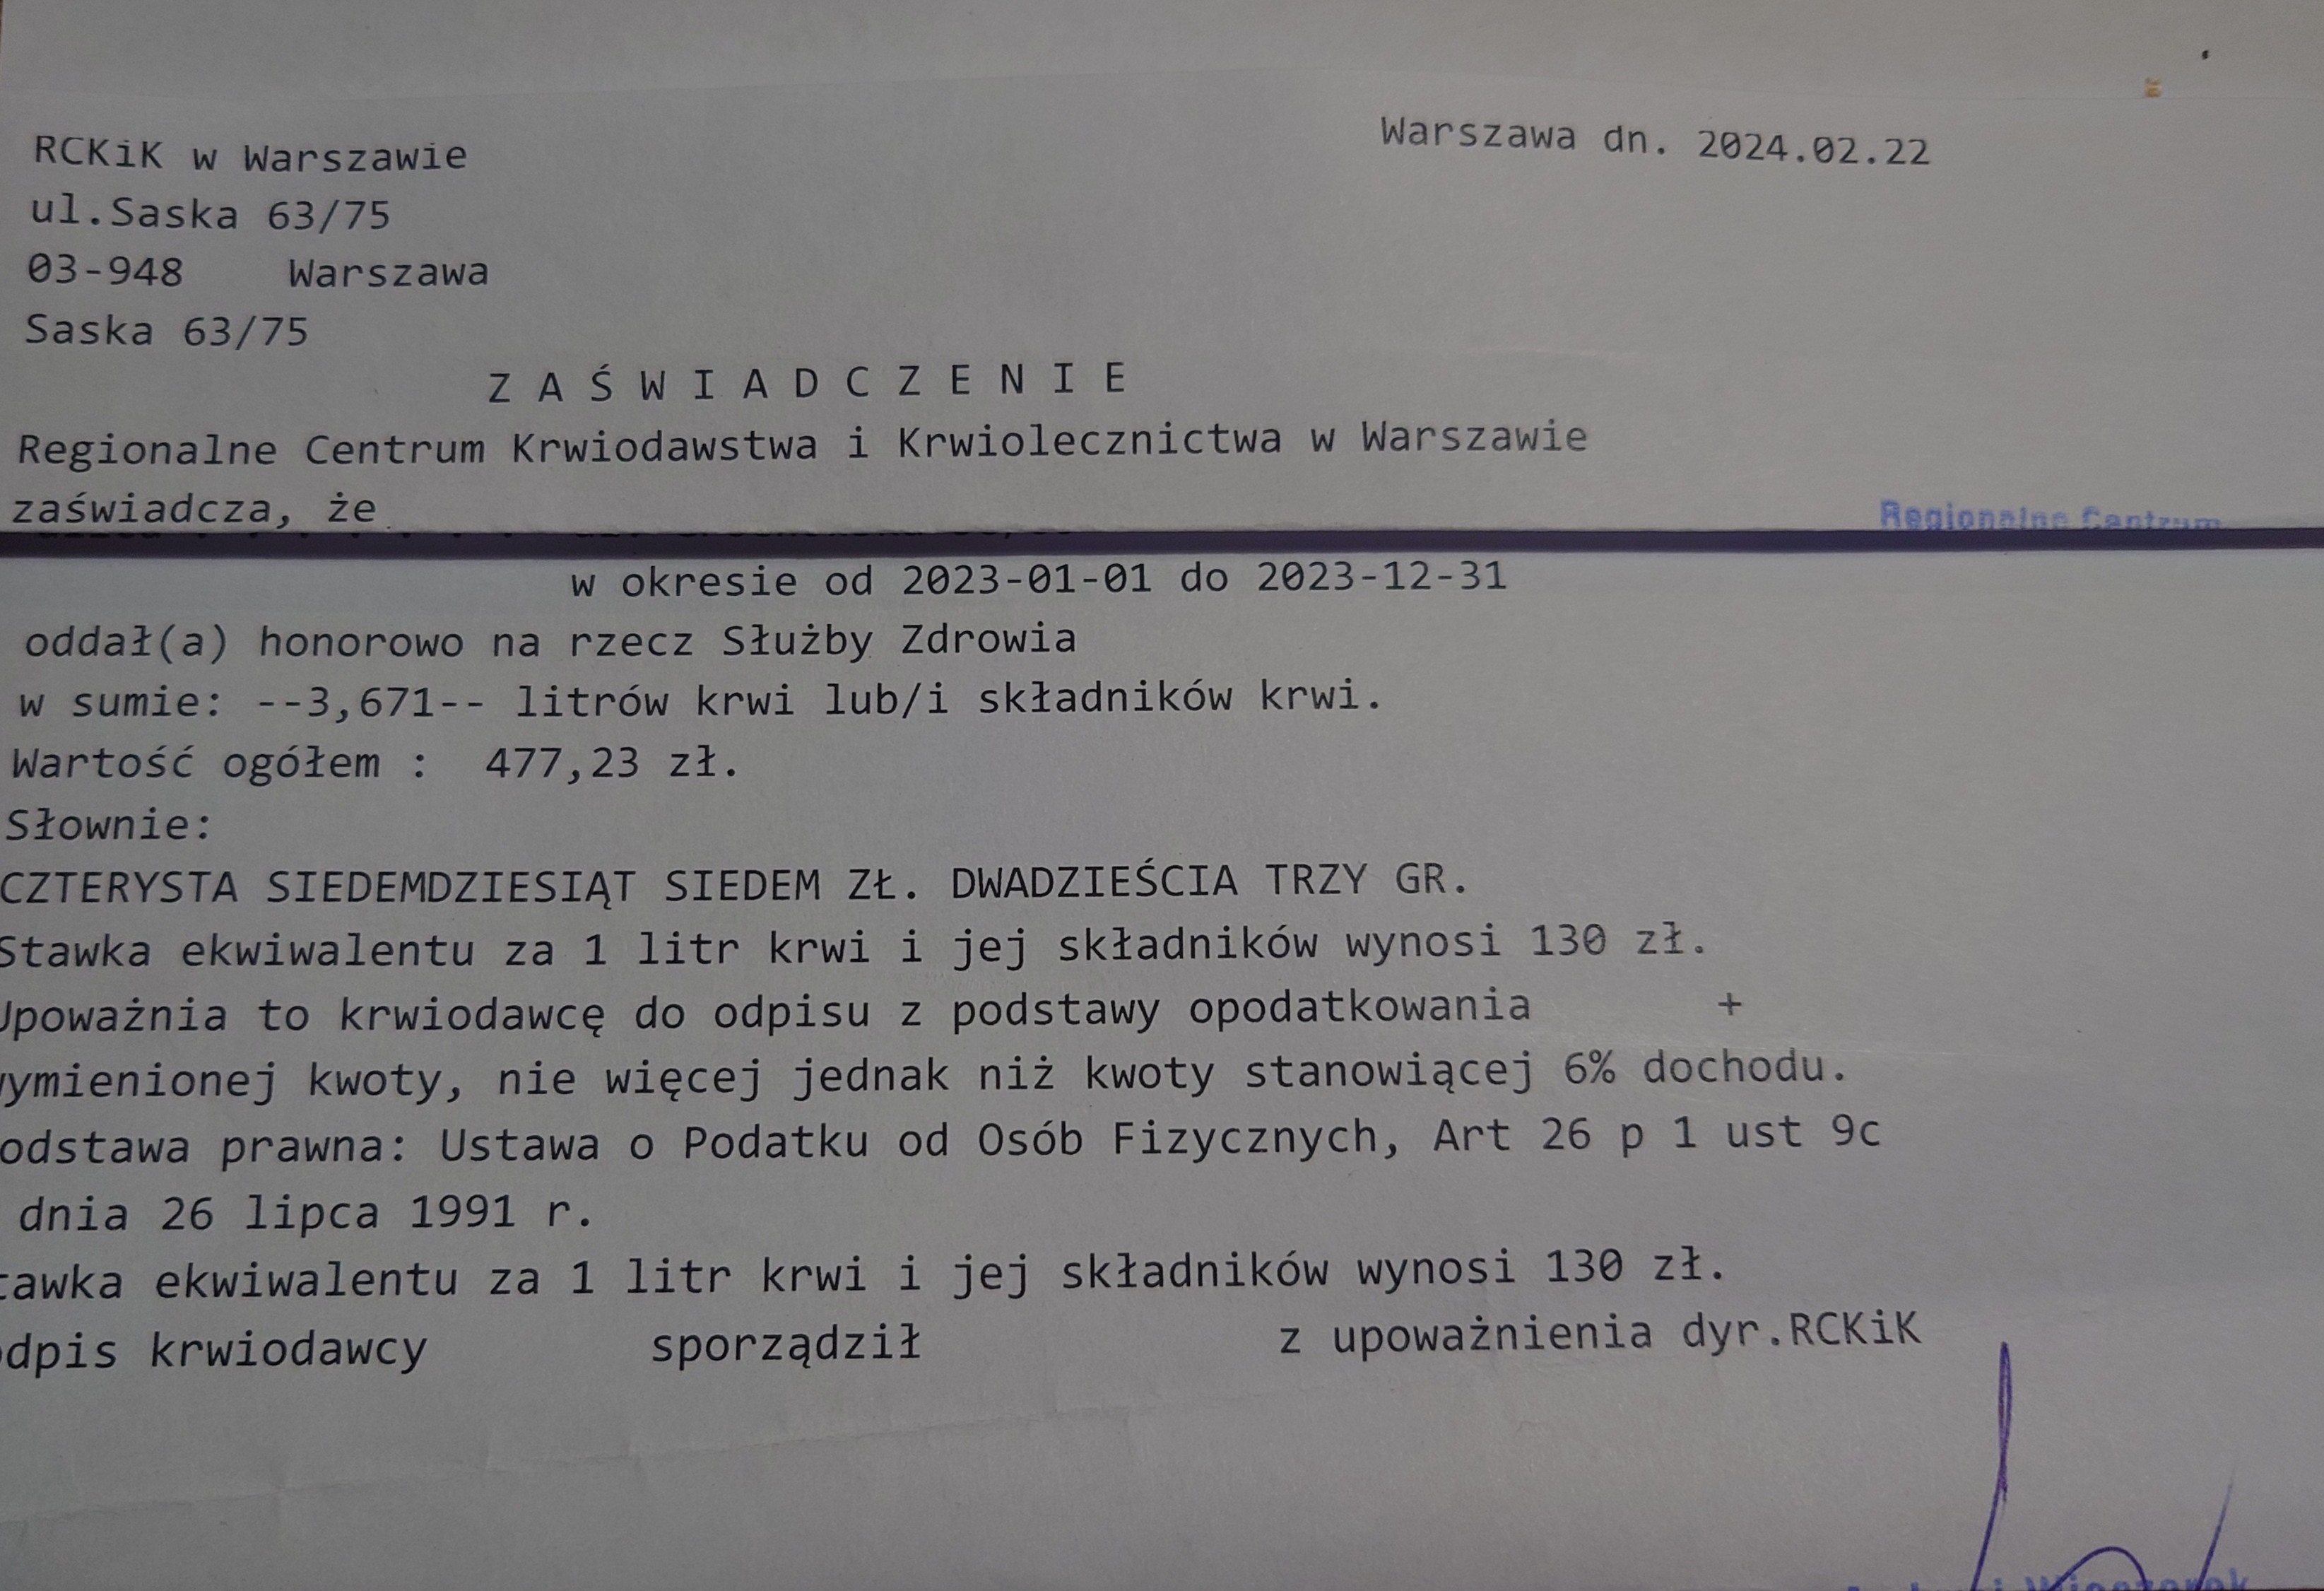 Warszawa dn. 2024.02.22
RCKiK w Warszawie
ul.Saska 63/75
03-948 Warszawa
Saska 63/75
Z A Ś W I A D C Z E N I E
Regionalne Centrum Krwiodawstwa i Krwiolecznictwa w Warszawie
zaświadcza, że
Regionalne Centrum
w okresie od 2023-01-01 do 2023-12-31
oddał(a) honorowo na rzecz Służby Zdrowia
w sumie: --3,671-- litrów krwi lub/i składników krwi.
Wartość ogółem : 477,23 zł.
Słownie:
CZTERYSTA SIEDEMDZIESIĄT SIEDEM ZŁ. DWADZIEŚCIA TRZY GR.
Stawka ekwiwalentu za 1 litr krwi i jej składników wynosi 130 zł.
Upoważnia to krwiodawcę do odpisu z podstawy opodatkowania +
wymienionej kwoty, nie więcej jednak niż kwoty stanowiącej 6% dochodu.
odstawa prawna: Ustawa o Podatku od Osób Fizycznych, Art 26 p 1 ust 9c
dnia 26 lipca 1991 r.
tawka ekwiwalentu za 1 litr krwi i jej składników wynosi 130 zł.
odpis krwiodawcy sporządził z upoważnienia dyr.RCKiK